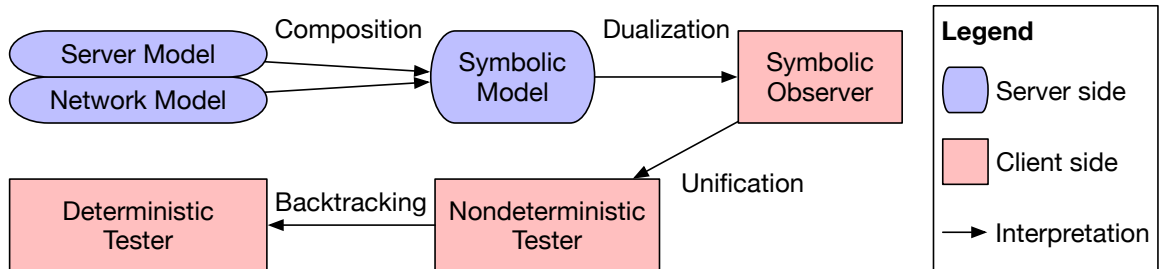 Server Model
Network Model
Composition
Symbolic
Model
Dualization
Symbolic
Observer
Unification
Nondeterministic
Tester
Backtracking
Deterministic
Tester
Legend
Server side
Client side
Interpretation